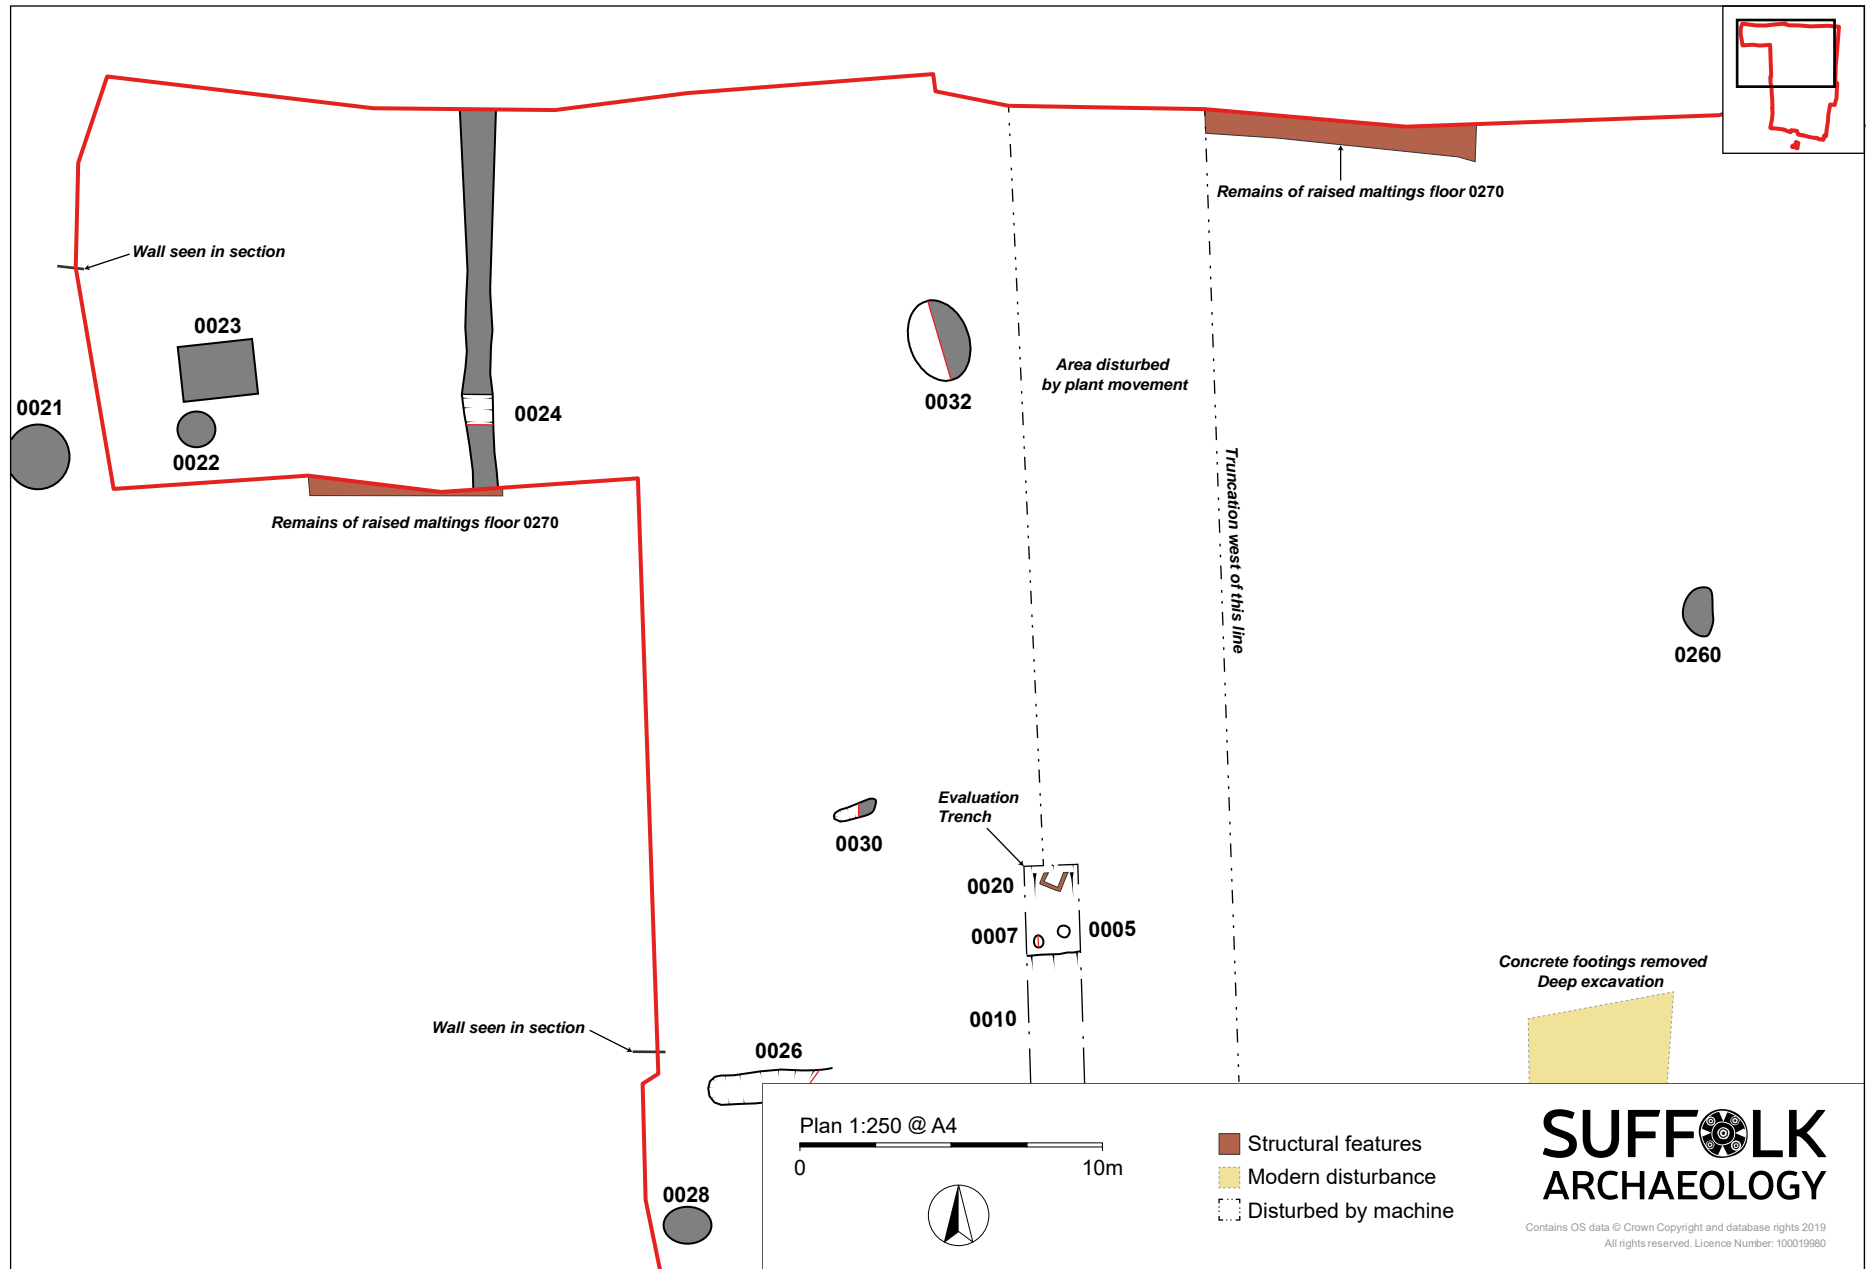 Remains of raised maltings floor 0270
Wall seen in section
0023
0021
0022
0024
0032
Area disturbed
by plant movement
Truncation west of this line
Remains of raised maltings floor 0270
0260
Evaluation
Trench
0030
0020
0007
0005
0010
Concrete footings removed
Deep excavation
Wall seen in section
0026
0028
Plan 1:250 @ A4
0 10m
Structural features
Modern disturbance
Disturbed by machine
SUFFOLK
ARCHAEOLOGY
Contains OS data © Crown Copyright and database rights 2019
All rights reserved. Licence Number: 100019980